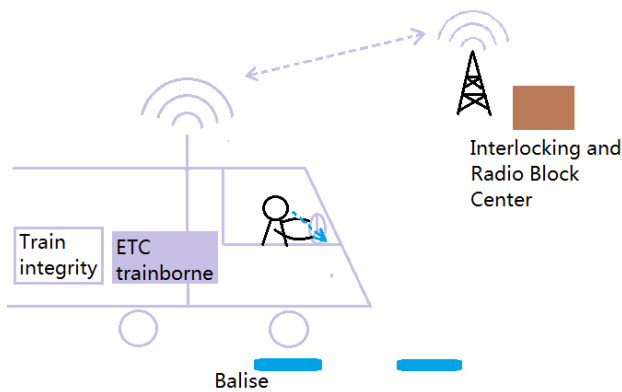 Interlocking and
Radio Block
Center
Train
integrity
ETC
trainborne
Balise